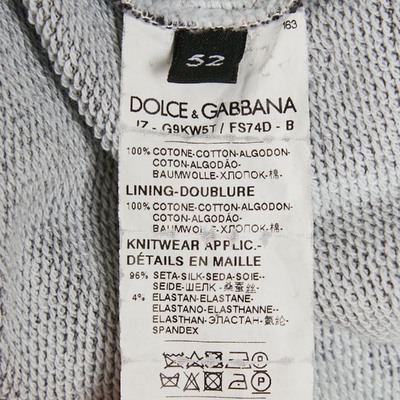 163
52
DOLCE & GABBANA
IZ - G9KW5T / FS74D - B
100% COTONE-COTTON-ALGODON-
COTON-ALGODÃO-
BAUMWOLLE-ХЛОПОК-棉-
LINING-DOUBLURE
100% COTONE-COTTON-ALGODON-
COTON-ALGODÃO-
BAUMWOLLE-ХЛОПОК-棉-
KNITWEAR APPLIC.-
DÉTAILS EN MAILLE
96% SETA-SILK-SEDA-SOIE--
SEIDE-ШЕЛК -桑蚕丝-
4% ELASTAN-ELASTANE-
ELASTANO-ELASTHANNE--
ELASTHAN-ЭЛАСТАН-氨纶-
SPANDEX